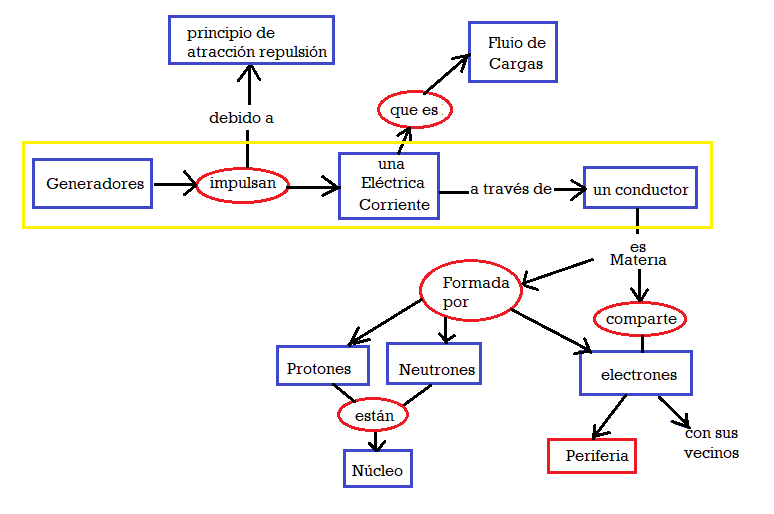 principio de
atracción repulsión
Flujo de
Cargas
que es
debido a
Generadores
impulsan
una
Eléctrica
Corriente
a través de
un conductor
es
Materia
Formada
por
comparte
Protones
Neutrones
electrones
están
con sus
vecinos
Periferia
Núcleo